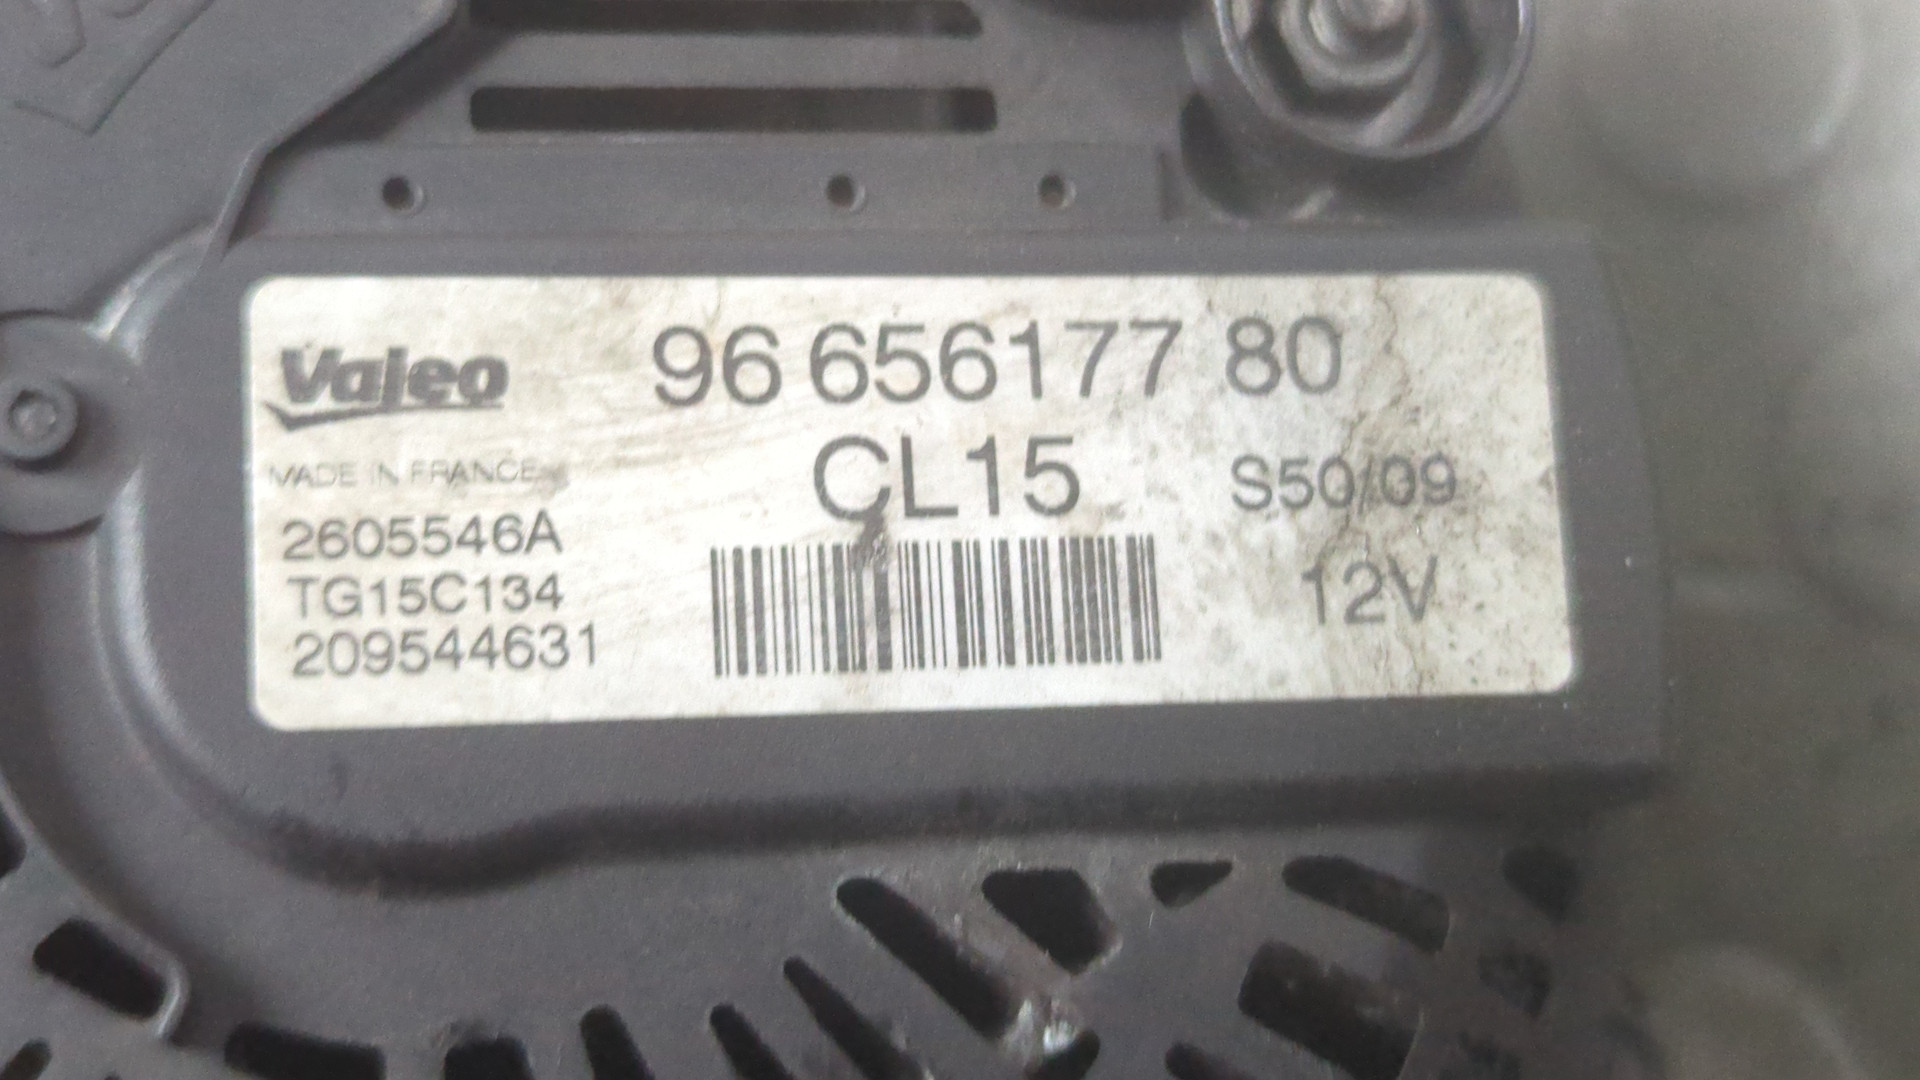 Valeo
96 656177 80
MADE IN FRANCE
CL15
S50/09
2605546A
TG15C134
209544631
12V